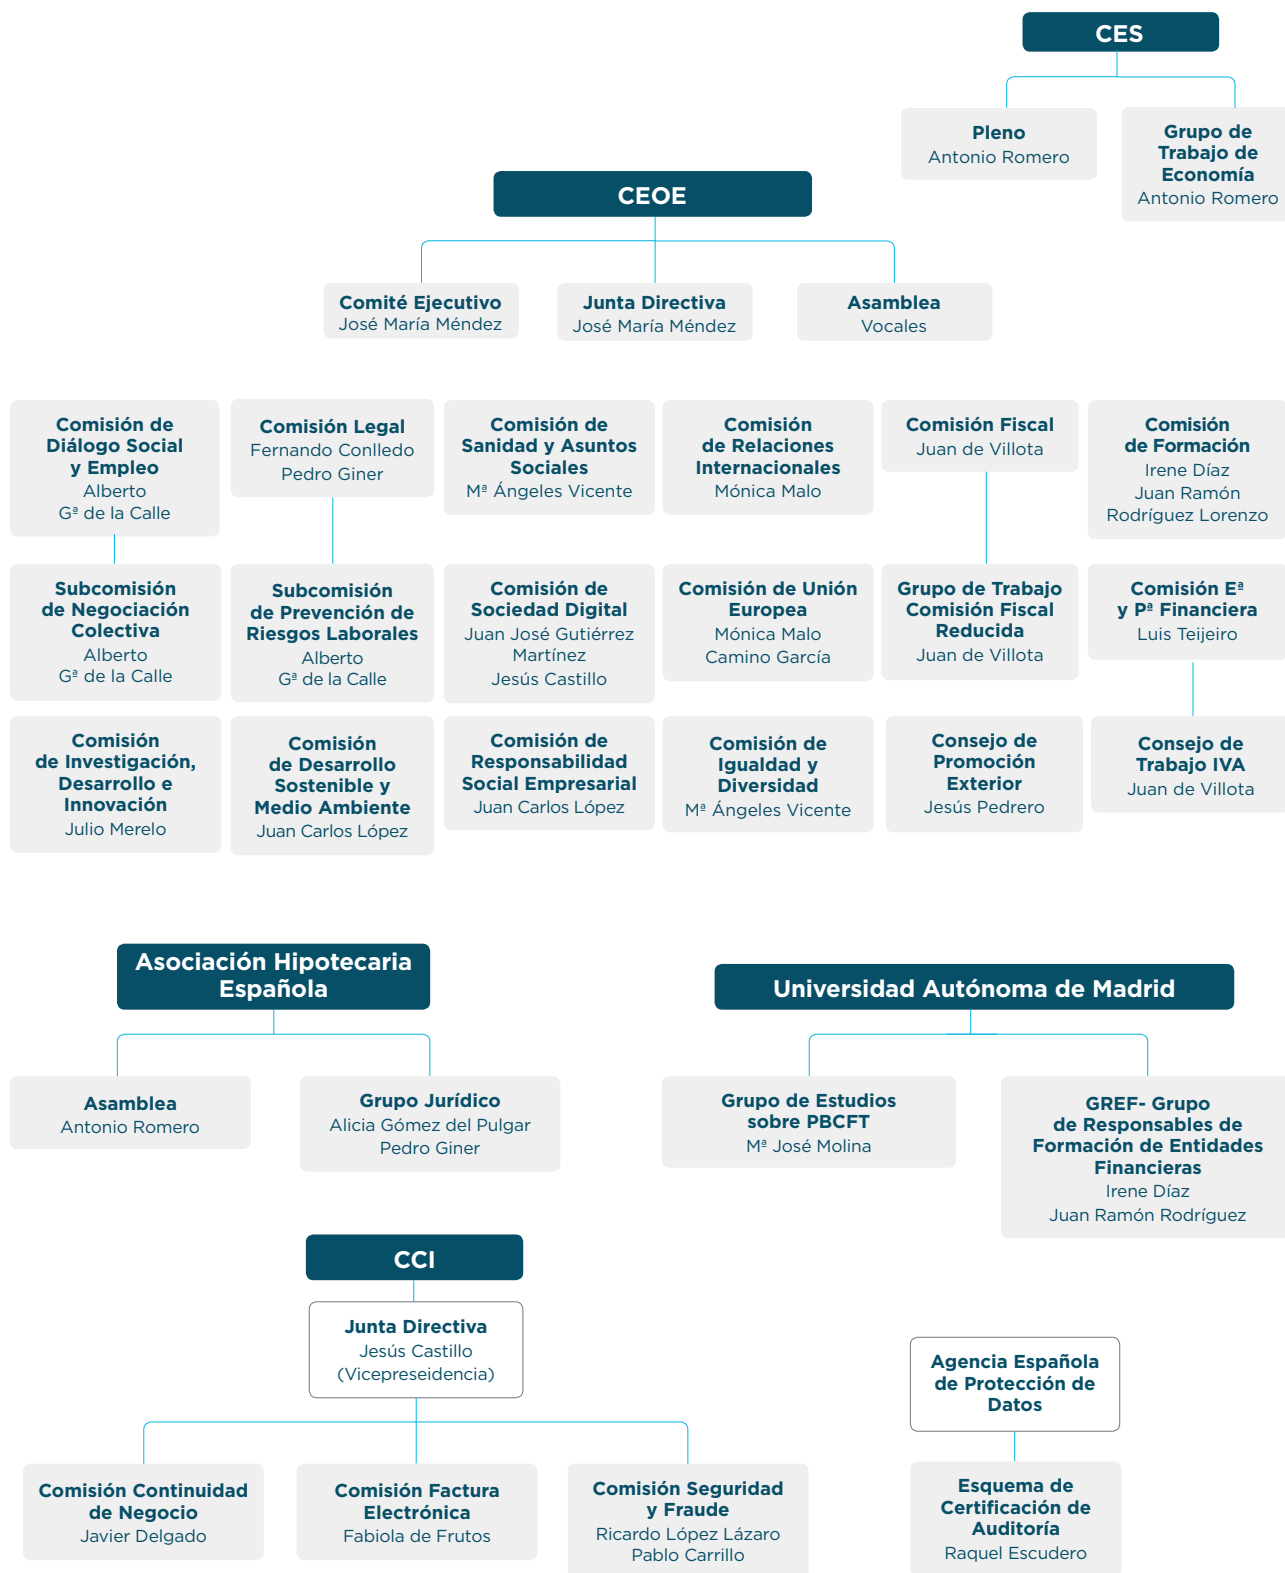 CES
Pleno
Antonio Romero
Grupo de
Trabajo de
Economía
Antonio Romero
CEOE
Comité Ejecutivo
José María Méndez
Junta Directiva
José María Méndez
Asamblea
Vocales
Comisión de
Diálogo Social
y Empleo
Alberto
Gª de la Calle
Comisión Legal
Fernando Conlledo
Pedro Giner
Comisión de
Sanidad y Asuntos
Sociales
Mª Ángeles Vicente
Comisión
de Relaciones
Internacionales
Mónica Malo
Comisión Fiscal
Juan de Villota
Comisión
de Formación
Irene Díaz
Juan Ramón
Rodríguez Lorenzo
Subcomisión
de Negociación
Colectiva
Alberto
Gª de la Calle
Subcomisión
de Prevención de
Riesgos Laborales
Alberto
Gª de la Calle
Comisión de
Sociedad Digital
Juan José Gutiérrez
Martínez
Jesús Castillo
Comisión de Unión
Europea
Mónica Malo
Camino García
Grupo de Trabajo
Comisión Fiscal
Reducida
Juan de Villota
Comisión Eª
y Pª Financiera
Luis Teijeiro
Comisión
de Investigación,
Desarrollo e
Innovación
Julio Merelo
Comisión
de Desarrollo
Sostenible y
Medio Ambiente
Juan Carlos López
Comisión de
Responsabilidad
Social Empresarial
Juan Carlos López
Comisión de
Igualdad y
Diversidad
Mª Ángeles Vicente
Consejo de
Promoción
Exterior
Jesús Pedrero
Consejo de
Trabajo IVA
Juan de Villota
Asociación Hipotecaria
Española
Asamblea
Antonio Romero
Grupo Jurídico
Alicia Gómez del Pulgar
Pedro Giner
Universidad Autónoma de Madrid
Grupo de Estudios
sobre PBCFT
Mª José Molina
GREF- Grupo
de Responsables de
Formación de Entidades
Financieras
Irene Díaz
Juan Ramón Rodríguez
CCI
Junta Directiva
Jesús Castillo
(Vicepreseidencia)
Comisión Continuidad
de Negocio
Javier Delgado
Comisión Factura
Electrónica
Fabiola de Frutos
Comisión Seguridad
y Fraude
Ricardo López Lázaro
Pablo Carrillo
Agencia Española
de Protección de
Datos
Esquema de
Certificación de
Auditoría
Raquel Escudero